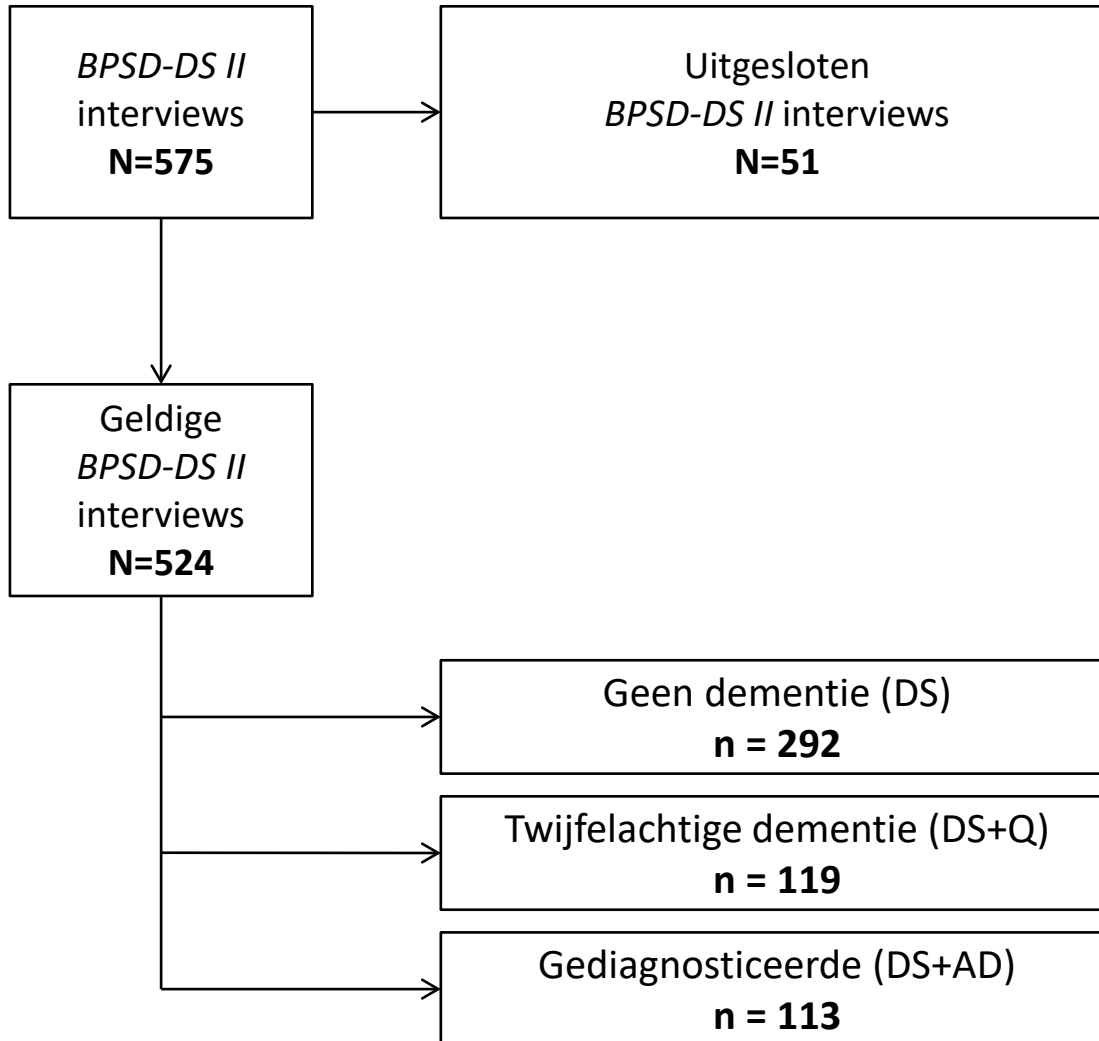 BPSD-DS II
interviews
N=575
Uitgesloten
BPSD-DS II interviews
N=51
Geldige
BPSD-DS II
interviews
N=524
Geen dementie (DS)
n = 292
Twijfelachtige dementie (DS+Q)
n = 119
Gediagnosticeerde (DS+AD)
n = 113